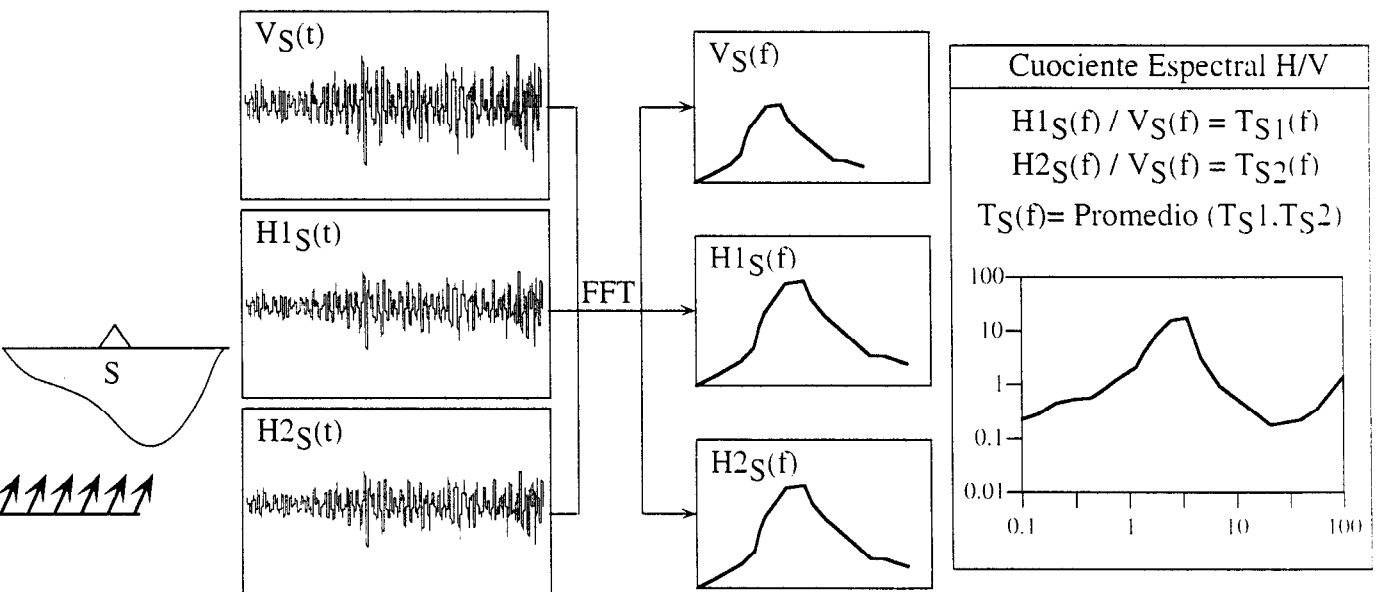 S
V_S(t)
H1_S(t)
H2_S(t)
FFT
V_S(f)
H1_S(f)
H2_S(f)
Cuociente Espectral H/V
H1_S(f) / V_S(f) = T_S1(f)
H2_S(f) / V_S(f) = T_S2(f)
T_S(f)= Promedio (T_S1.T_S2)
100
10
1
0.1
0.01
0.1 1 10 100